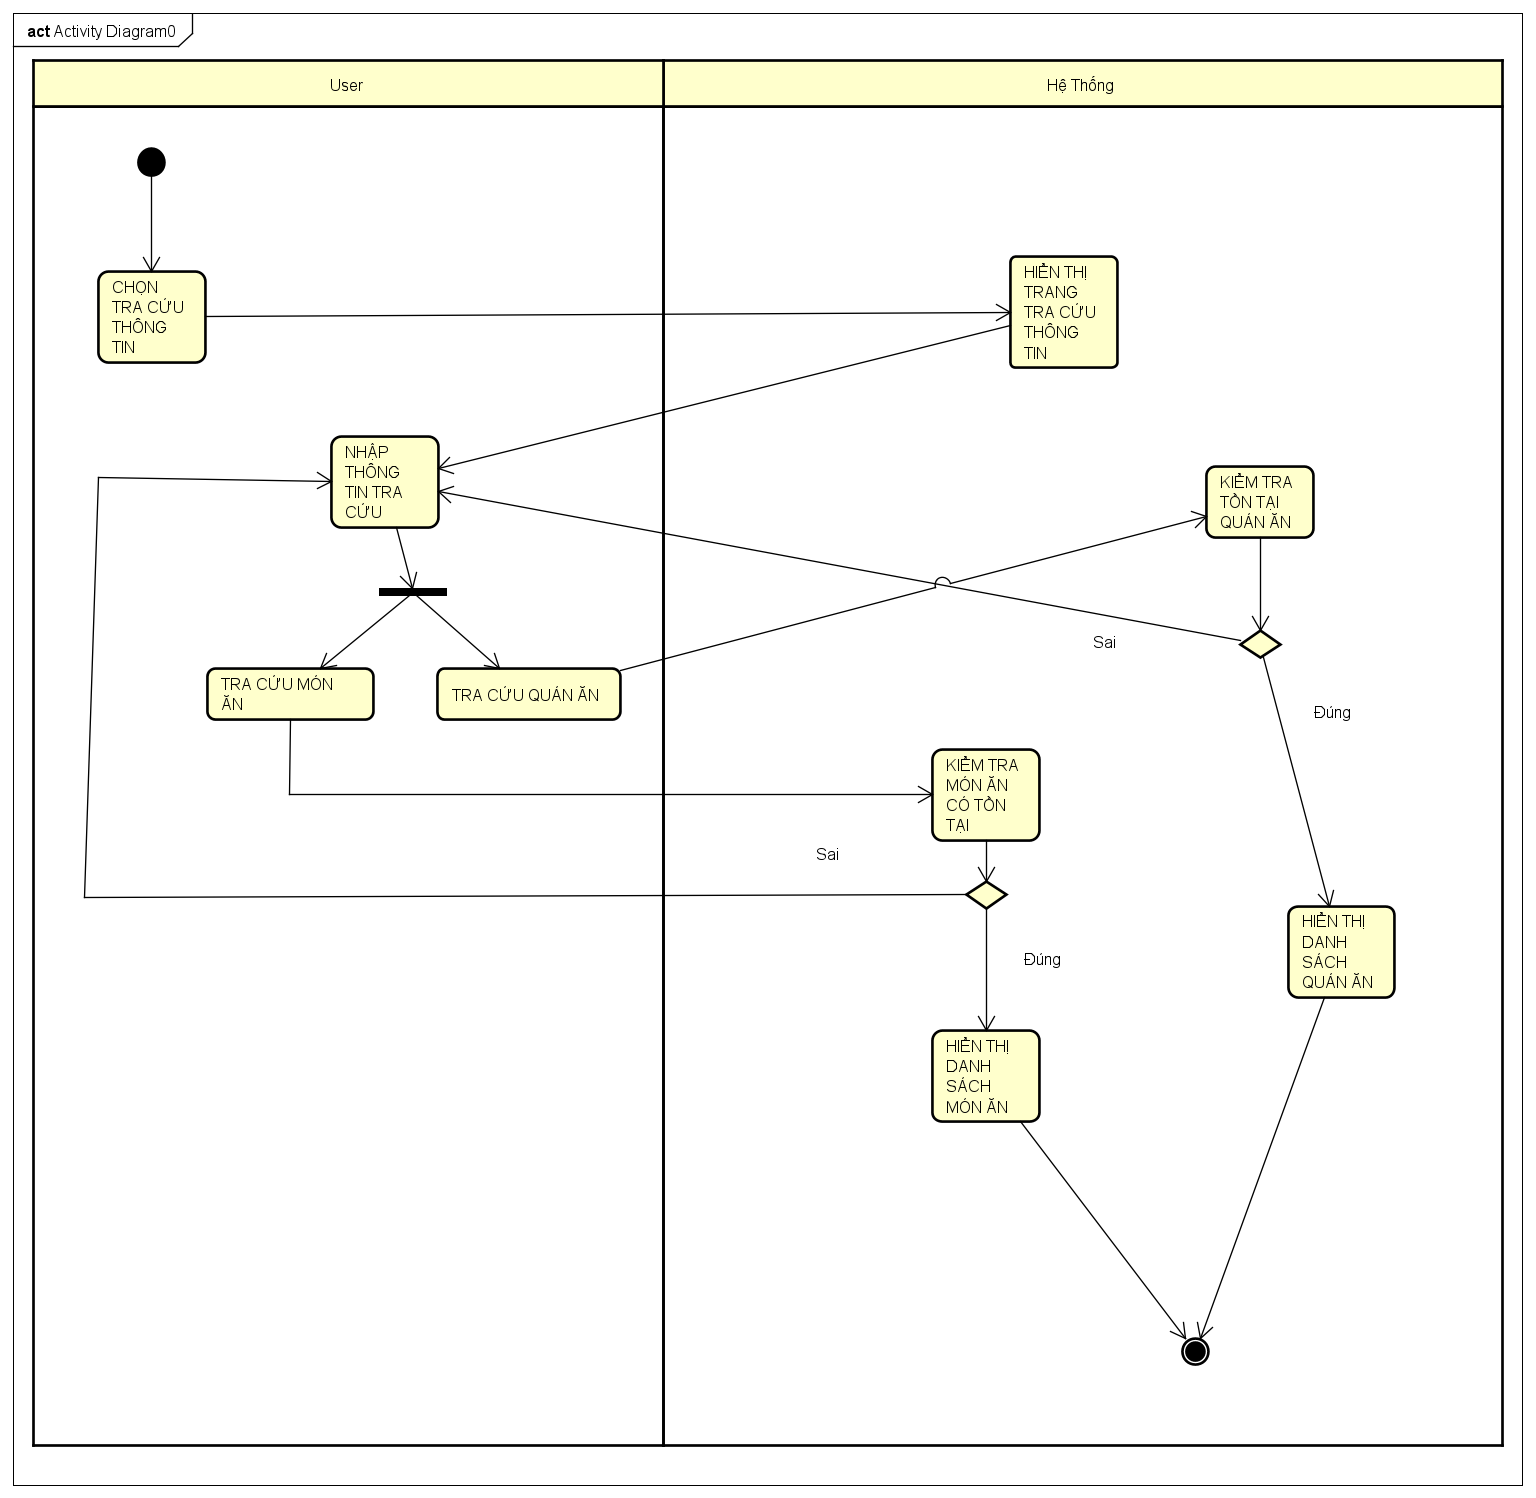 act Activity Diagram0
User
Hệ Thống
CHỌN
TRA CỨU
THÔNG
TIN
HIỂN THỊ
TRANG
TRA CỨU
THÔNG
TIN
NHẬP
THÔNG
TIN TRA
CỨU
KIỂM TRA
TỒN TẠI
QUÁN ĂN
Sai
TRA CỨU MÓN
ĂN
TRA CỨU QUÁN ĂN
Đúng
KIỂM TRA
MÓN ĂN
CÓ TỒN
TẠI
Sai
HIỂN THỊ
DANH
SÁCH
QUÁN ĂN
Đúng
HIỂN THỊ
DANH
SÁCH
MÓN ĂN